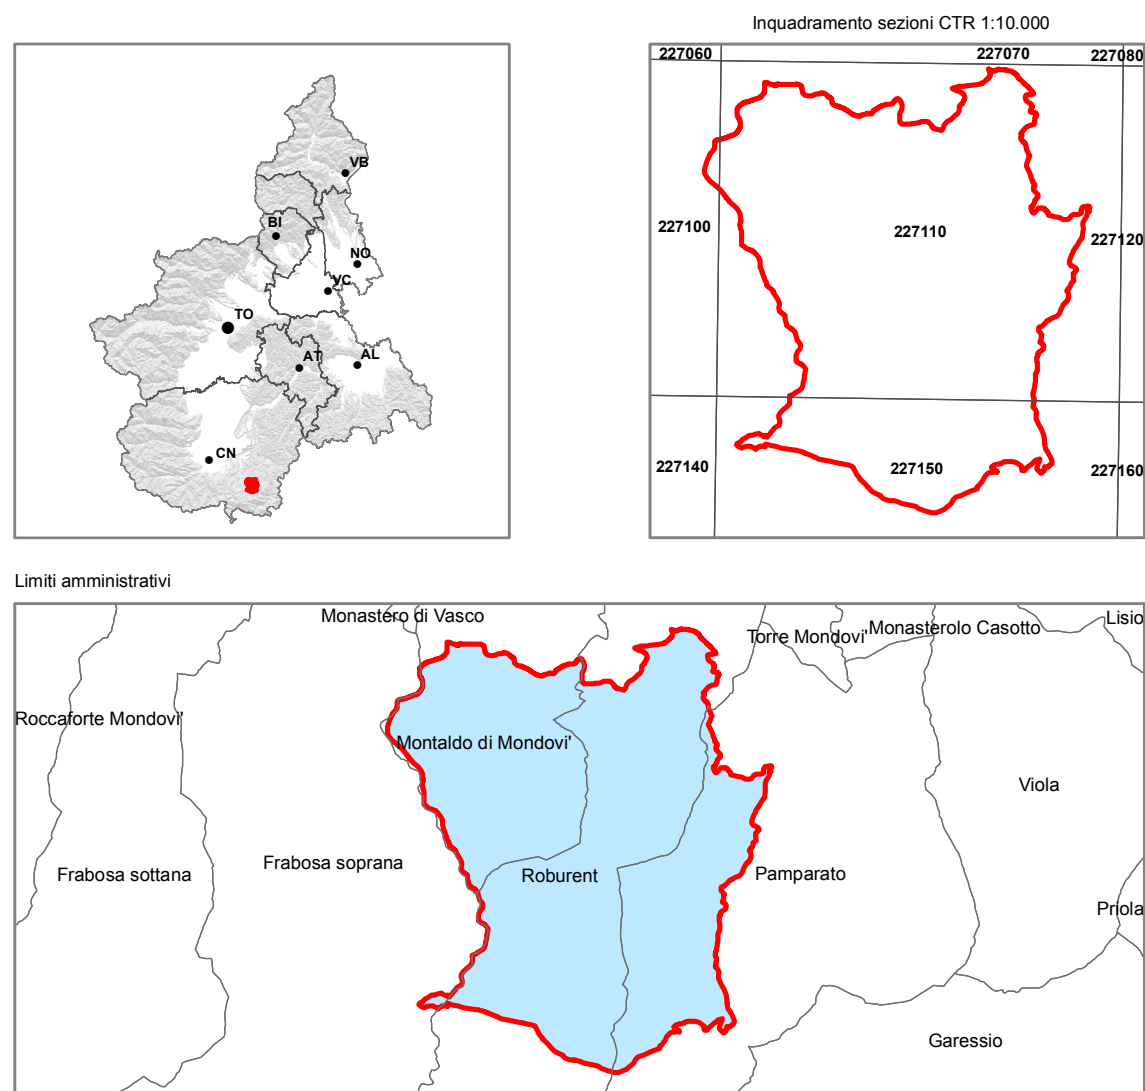 Inquadramento sezioni CTR 1:10.000
VB
BI
NO
VC
TO
AT
AL
CN
227060
227070
227080
227100
227110
227120
227140
227150
227160
Limiti amministrativi
Monastero di Vasco
Lisio
Torre Mondovi'
Monasterolo Casotto
Roccaforte Mondovi'
Montaldo di Mondovi'
Viola
Frabosa sottana
Frabosa soprana
Roburent
Pamparato
Priola
Garessio